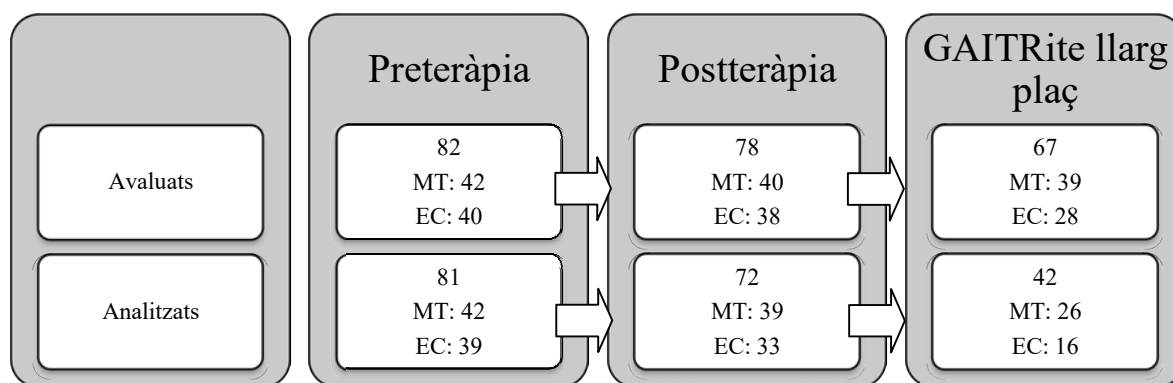 Preteràpia
Postteràpia
GAITRite llarg
plaç
Avaluats
82
MT: 42
EC: 40
78
MT: 40
EC: 38
67
MT: 39
EC: 28
Analitzats
81
MT: 42
EC: 39
72
MT: 39
EC: 33
42
MT: 26
EC: 16